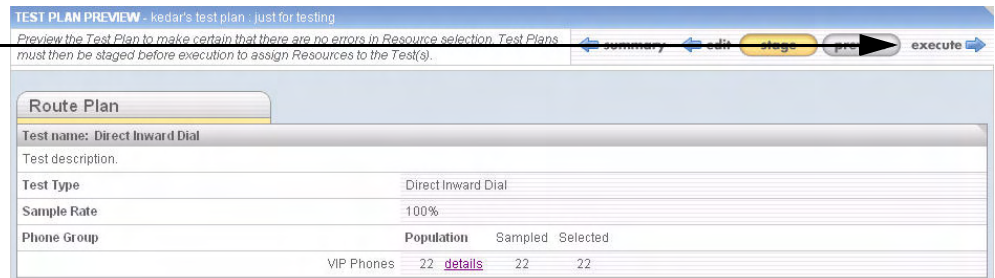 TEST PLAN PREVIEW - kedar's test plan : just for testing
Preview the Test Plan to make certain that there are no errors in Resource selection. Test Plans
must then be staged before execution to assign Resources to the Test(s).
summary edit stage execute
Route Plan
Test name: Direct Inward Dial
Test description.
Test Type Direct Inward Dial
Sample Rate 100%
Phone Group Population Sampled Selected
VIP Phones 22 details 22 22